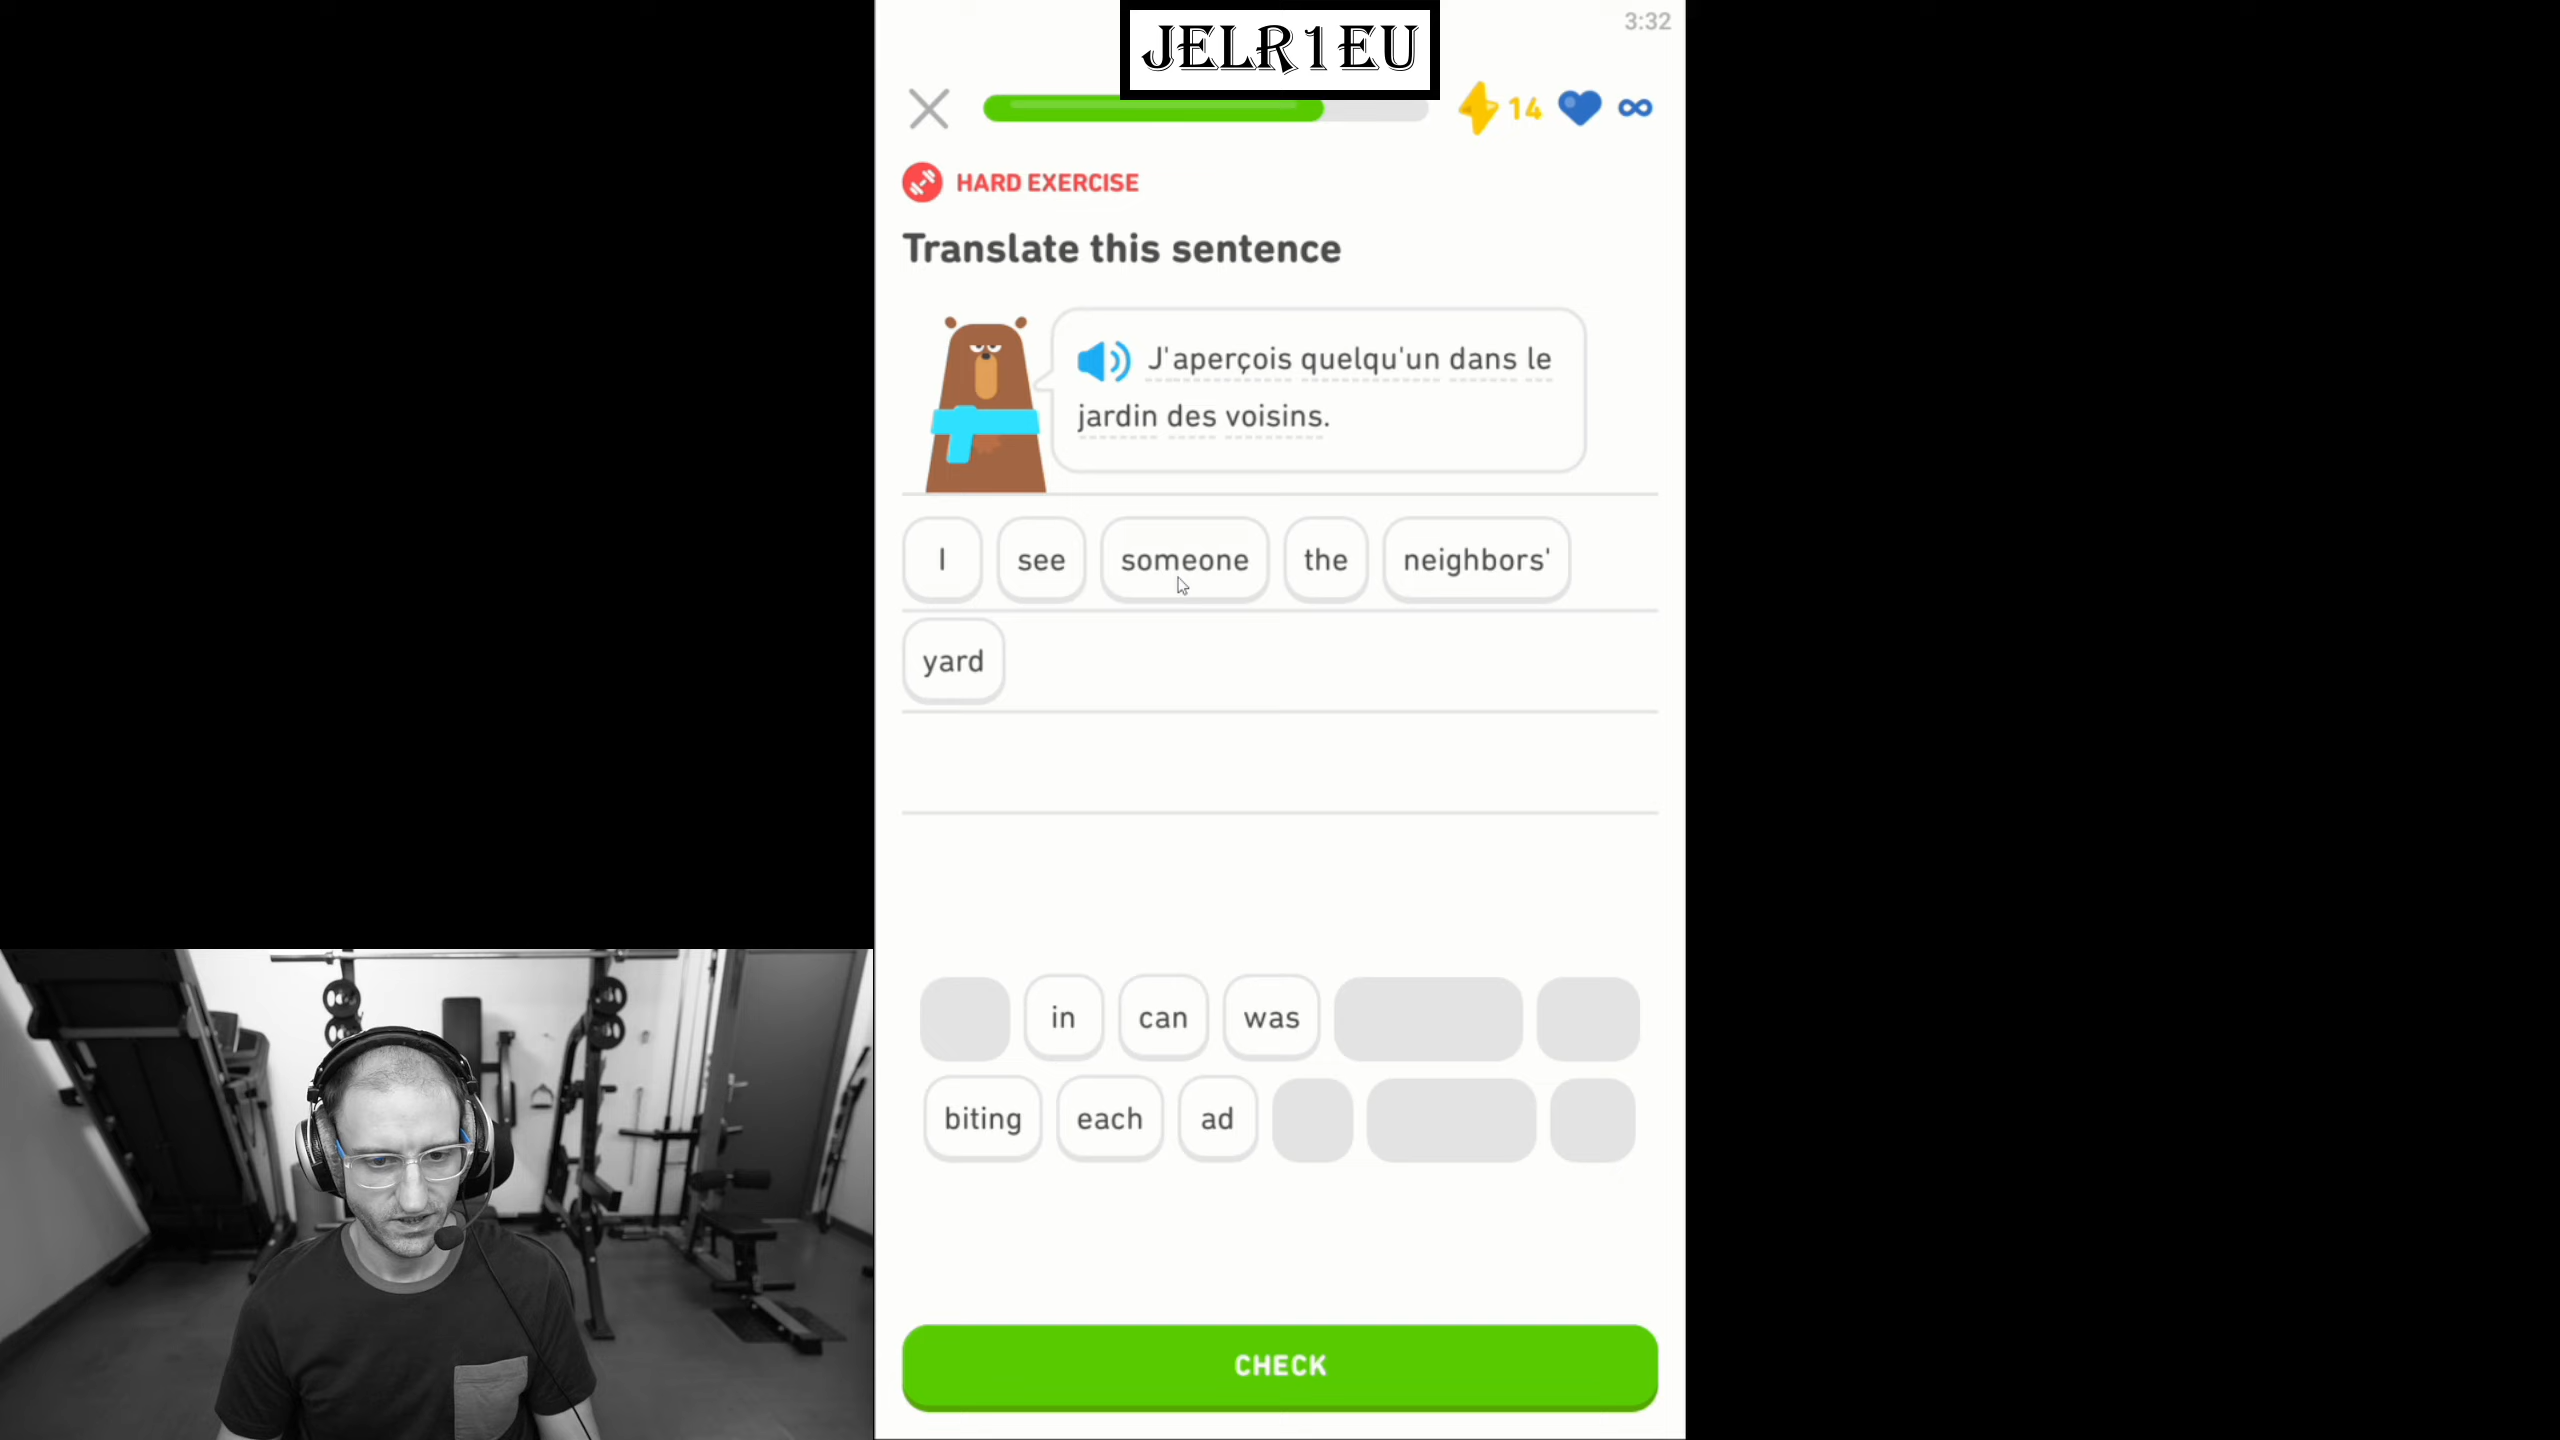 JELR1EU
3:32
14
HARD EXERCISE
Translate this sentence
J'aperçois quelqu'un dans le
jardin des voisins.
I see someone the neighbors'
yard
in can was
biting each ad
CHECK